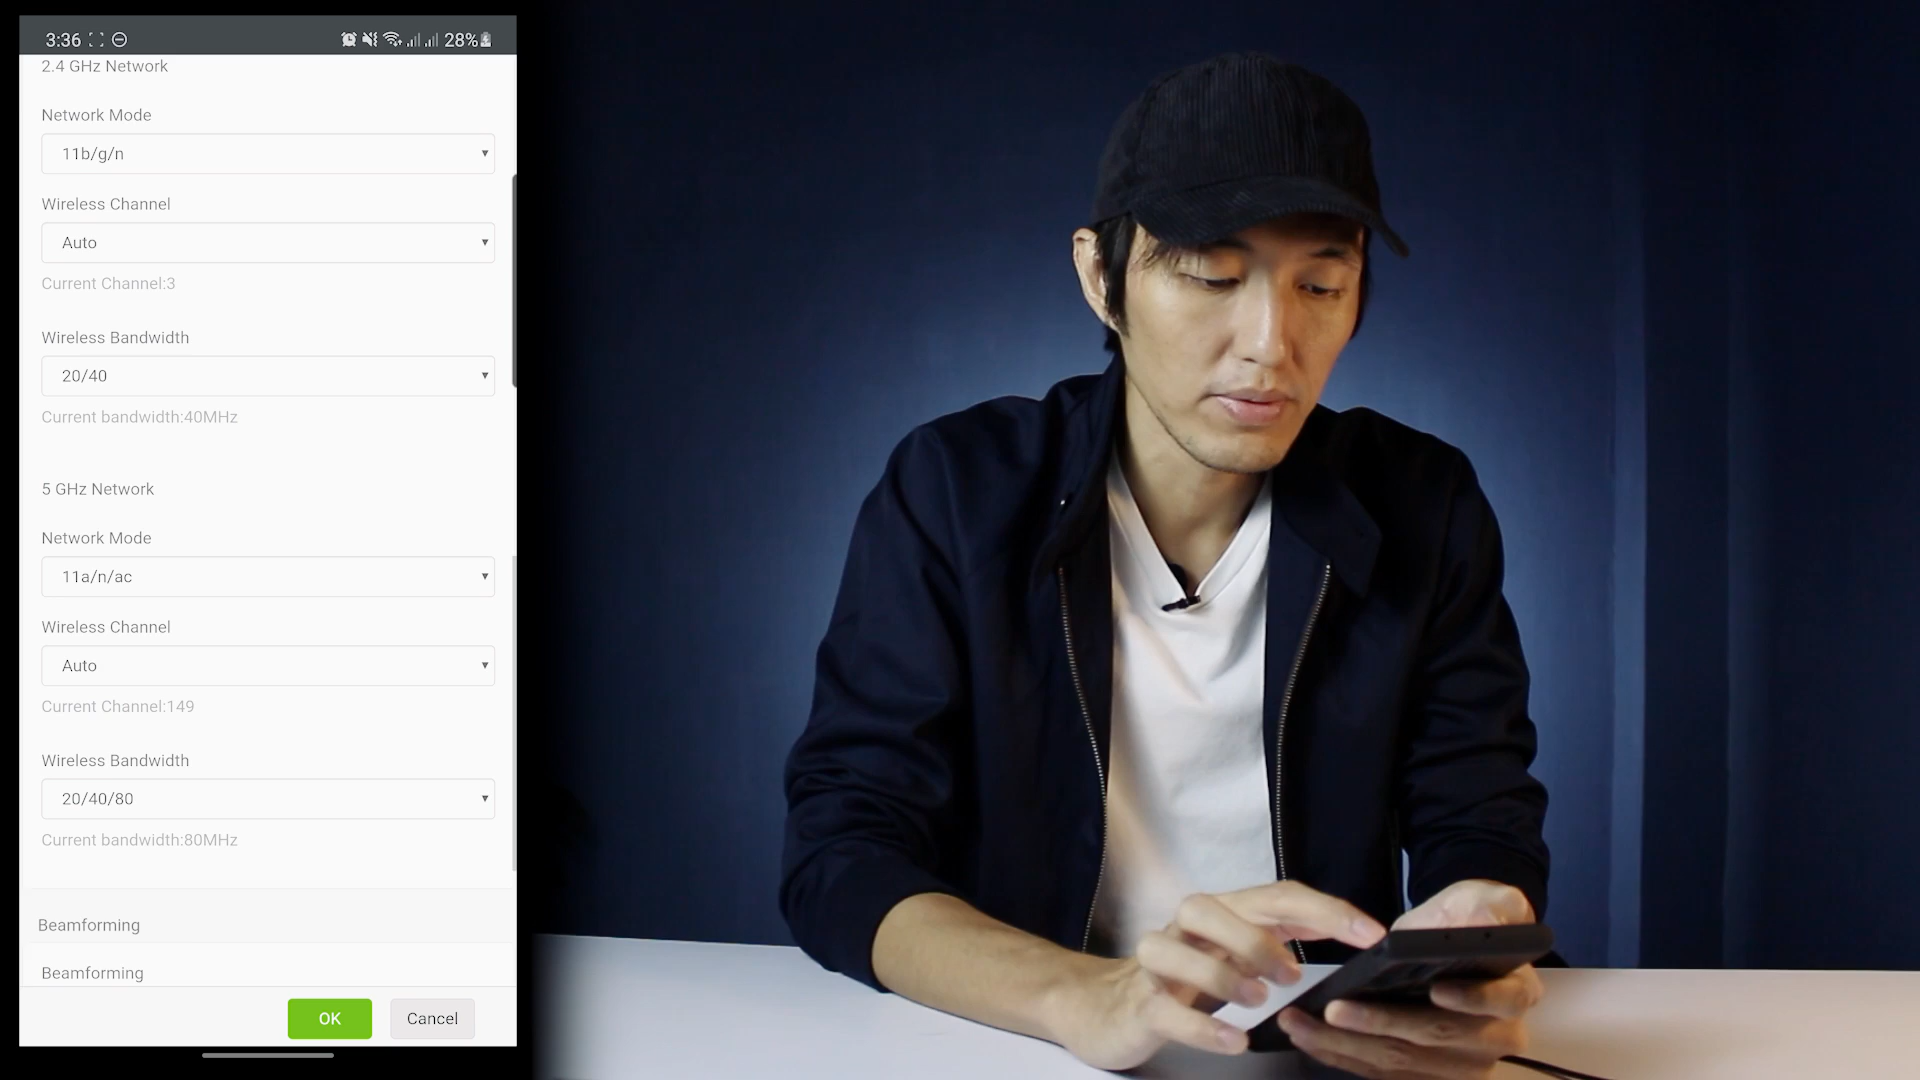 3:36 28%
2.4 GHz Network
Network Mode
11b/g/n
Wireless Channel
Auto
Current Channel:3
Wireless Bandwidth
20/40
Current bandwidth:40MHz
5 GHz Network
Network Mode
11a/n/ac
Wireless Channel
Auto
Current Channel:149
Wireless Bandwidth
20/40/80
Current bandwidth:80MHz
Beamforming
Beamforming
OK Cancel